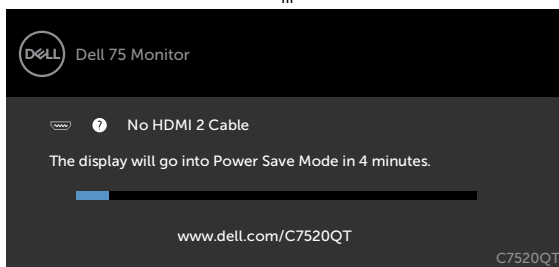 DELL Dell 75 Monitor
? No HDMI 2 Cable
The display will go into Power Save Mode in 4 minutes.
www.dell.com/C7520QT
C7520QT